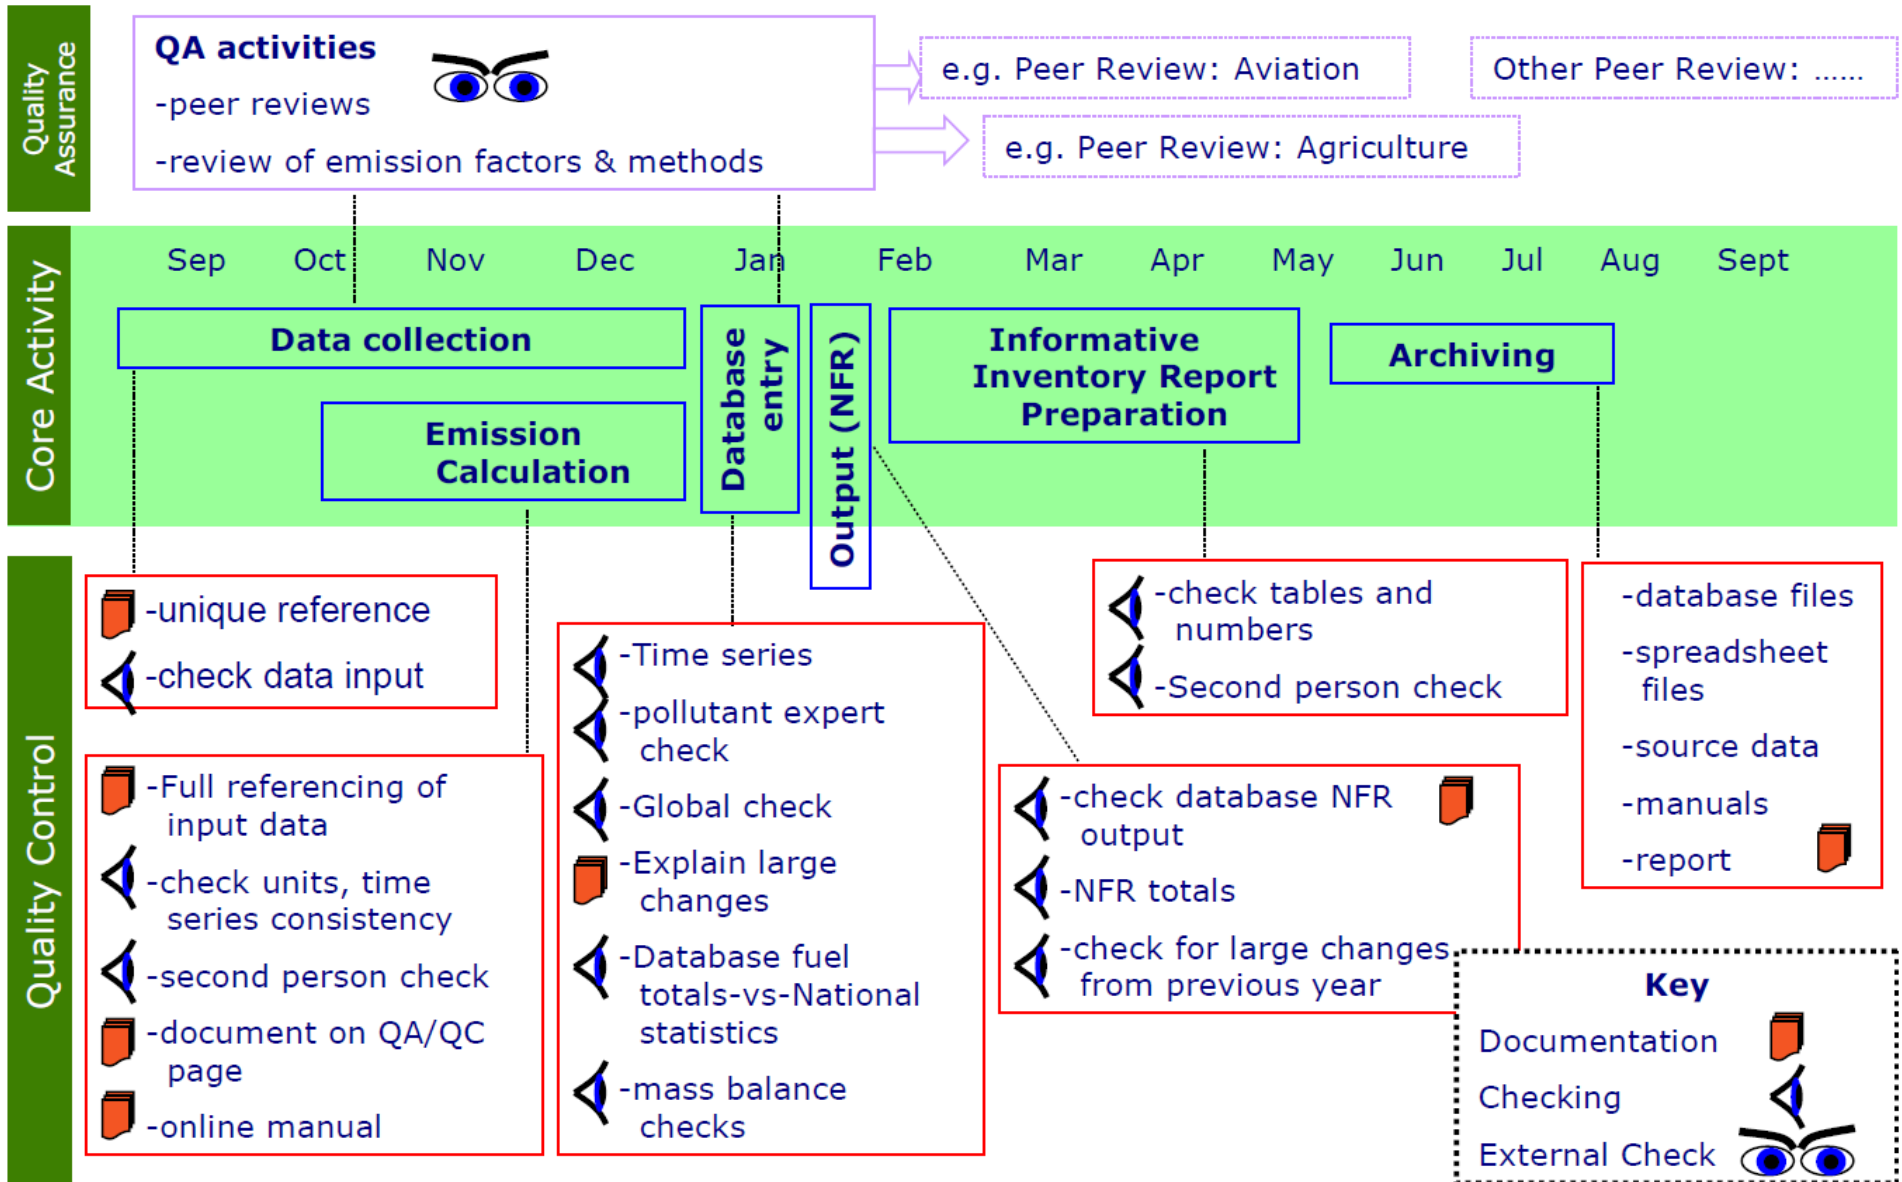 Quality
Assurance
QA activities
-peer reviews
-review of emission factors & methods
e.g. Peer Review: Aviation
Other Peer Review: ......
e.g. Peer Review: Agriculture
Core Activity
Sep Oct Nov Dec Jan Feb Mar Apr May Jun Jul Aug Sept
Data collection
Emission
Calculation
Database
entry
Output (NFR)
Informative
Inventory Report
Preparation
Archiving
Quality Control
-unique reference
-check data input
-Full referencing of
input data
-check units, time
series consistency
-second person check
-document on QA/QC
page
-online manual
-Time series
-pollutant expert
check
-Global check
-Explain large
changes
-Database fuel
totals-vs-National
statistics
-mass balance
checks
-check database NFR
output
-NFR totals
-check for large changes
from previous year
-check tables and
numbers
-Second person check
-database files
-spreadsheet
files
-source data
-manuals
-report
Key
Documentation
Checking
External Check